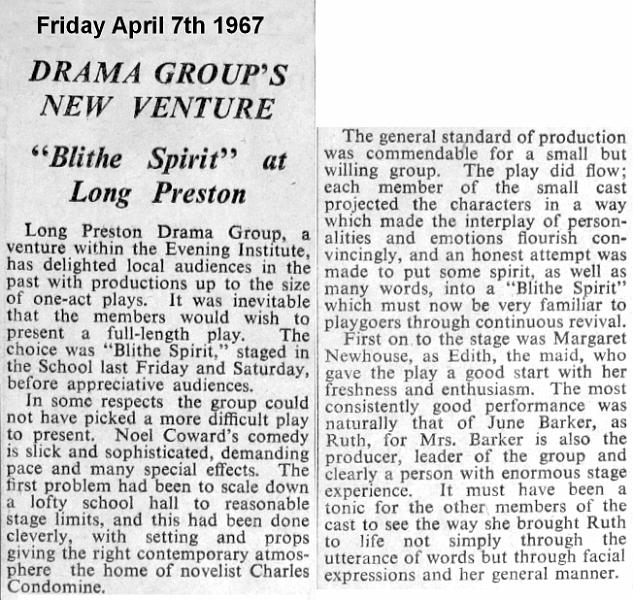 Friday April 7th 1967
DRAMA GROUP'S
NEW VENTURE
"Blithe Spirit" at
Long Preston
Long Preston Drama Group, a
venture within the Evening Institute,
has delighted local audiences in the
past with productions up to the size
of one-act plays. It was inevitable
that the members would wish to
present a full-length play. The
choice was "Blithe Spirit," staged in
the School last Friday and Saturday,
before appreciative audiences.
In some respects the group could
not have picked a more difficult play
to present. Noel Coward's comedy
is slick and sophisticated, demanding
pace and many special effects. The
first problem had been to scale down
a lofty school hall to reasonable
stage limits, and this had been done
cleverly, with setting and props
giving the right contemporary atmos-
phere the home of novelist Charles
Condomine.
The general standard of production
was commendable for a small but
willing group. The play did flow;
each member of the small cast
projected the characters in a way
which made the interplay of person-
alities and emotions flourish con-
vincingly, and an honest attempt was
made to put some spirit, as well as
many words, into a "Blithe Spirit"
which must now be very familiar to
playgoers through continuous revival.
First on to the stage was Margaret
Newhouse, as Edith, the maid, who
gave the play a good start with her
freshness and enthusiasm. The most
consistently good performance was
naturally that of June Barker, as
Ruth, for Mrs. Barker is also the
producer, leader of the group and
clearly a person with enormous stage
experience. It must have been a
tonic for the other members of the
cast to see the way she brought Ruth
to life not simply through the
utterance of words but through facial
expressions and her general manner.